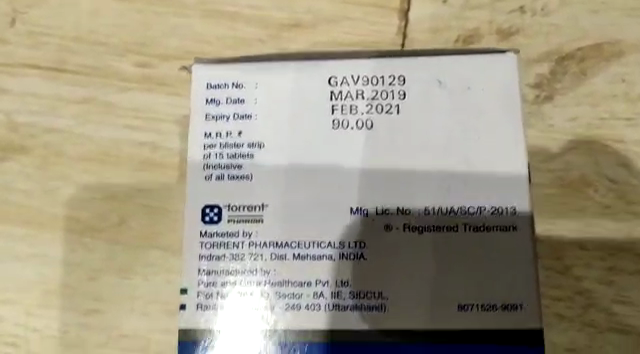 Batch No. : GAV90129
Mfg. Date : MAR.2019
Expiry Date : FEB.2021
M.R.P. ₹ 90.00
per blister strip
of 15 tablets
(Inclusive
of all taxes)
torrent
PHARMA
Mfg. Lic. No. : 51/UA/SC/P-2013
® - Registered Trademark
Marketed by :
TORRENT PHARMACEUTICALS LTD.
Indrad-382 721, Dist. Mehsana, INDIA.
Manufactured by :
Pure and Healthcare Pvt. Ltd.
Sector - 8A, IIE, SIDCUL,
- 249 403 (Uttarakhand)
8071526-9091